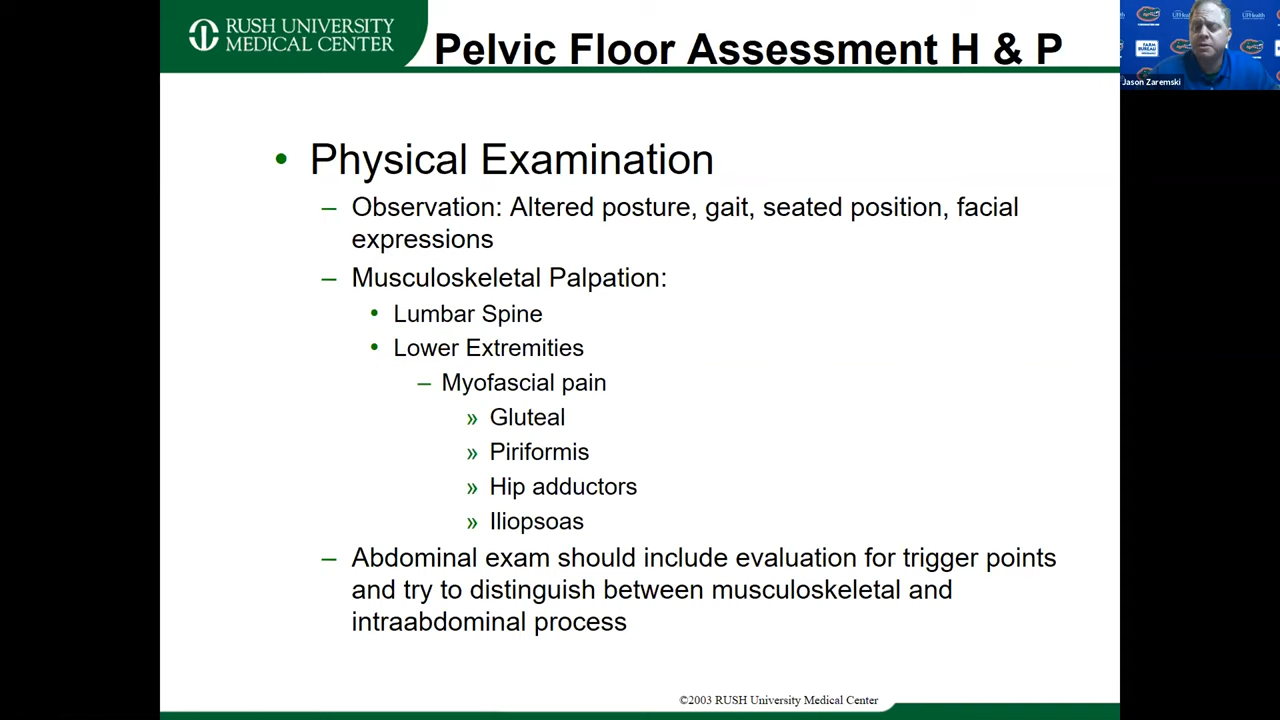 RUSH UNIVERSITY
MEDICAL CENTER
Pelvic Floor Assessment H & P
Jason Zaremski
• Physical Examination
– Observation: Altered posture, gait, seated position, facial
expressions
– Musculoskeletal Palpation:
• Lumbar Spine
• Lower Extremities
– Myofascial pain
» Gluteal
» Piriformis
» Hip adductors
» Iliopsoas
– Abdominal exam should include evaluation for trigger points
and try to distinguish between musculoskeletal and
intraabdominal process
©2003 RUSH University Medical Center